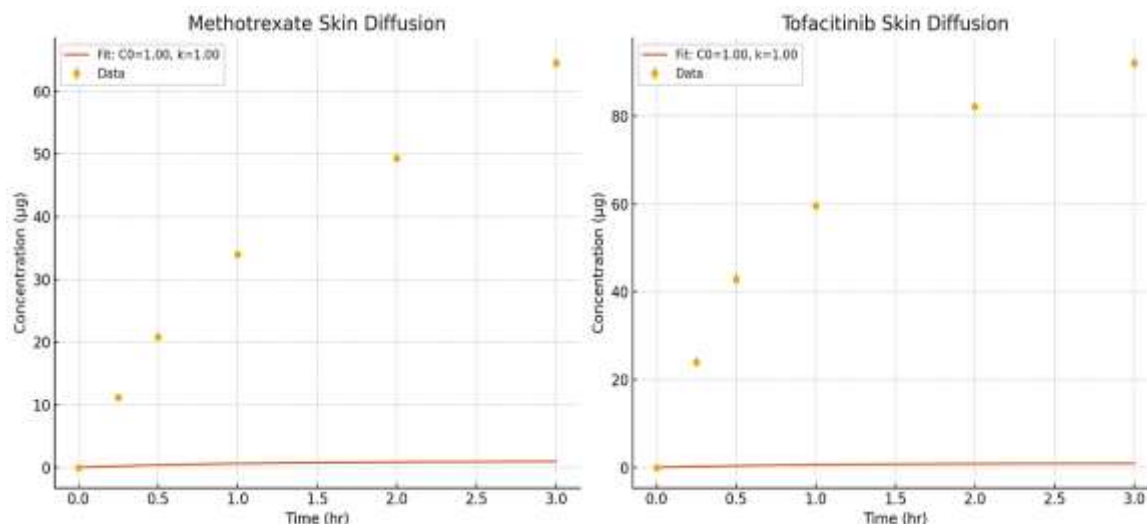 Methotrexate Skin Diffusion
Fit: C0=1.00, k=1.00
Data
Concentration (µg)
60
50
40
30
20
10
0
0.0 0.5 1.0 1.5 2.0 2.5 3.0
Time (hr)
Tofacitinib Skin Diffusion
Fit: C0=1.00, k=1.00
Data
Concentration (µg)
80
60
40
20
0
0.0 0.5 1.0 1.5 2.0 2.5 3.0
Time (hr)